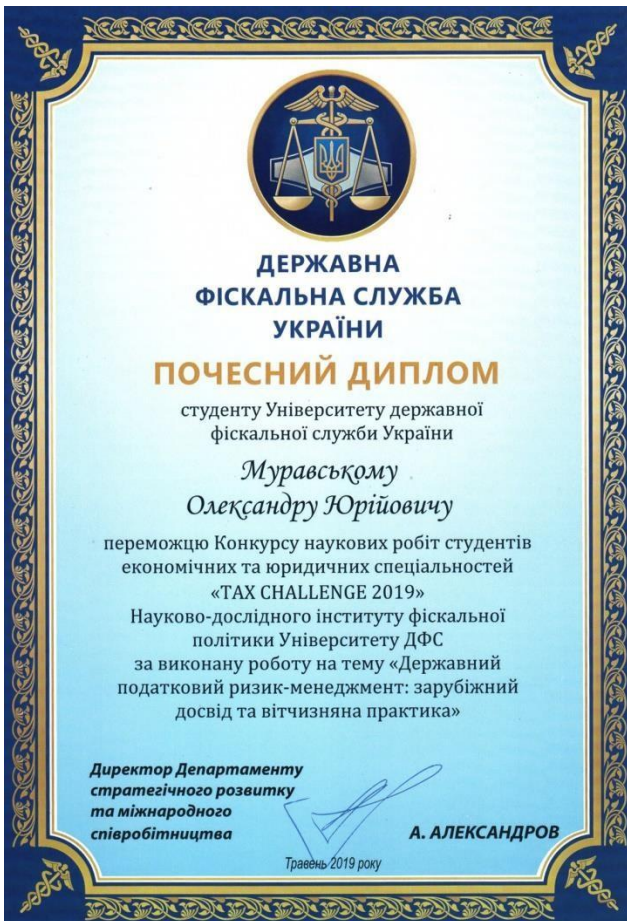 ДЕРЖАВНА
ФІСКАЛЬНА СЛУЖБА
УКРАЇНИ
ПОЧЕСНИЙ ДИПЛОМ
студенту Університету державної
фіскальної служби України
Муравському
Олександру Юрійовичу
переможцю Конкурсу наукових робіт студентів
економічних та юридичних спеціальностей
«TAX CHALLENGE 2019»
Науково-дослідного інституту фіскальної
політики Університету ДФС
за виконану роботу на тему «Державний
податковий ризик-менеджмент: зарубіжний
досвід та вітчизняна практика»
Директор Департаменту
стратегічного розвитку
та міжнародного
співробітництва
А. АЛЕКСАНДРОВ
Травень 2019 року